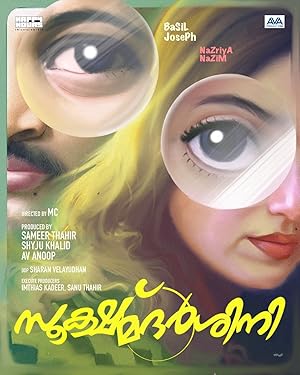 BaSiL
JosePh
NaZriyA
NaZiM
AVA
DIRECTED BY MC
PRODUCED BY
SAMEER THAHIR
SHYJU KHALID
AV ANOOP
DOP SHARAN VELAYUDHAN
EXECUTIVE PRODUCERS
IMTHIAS KADEER, SANU THAHIR
സൂക്ഷ്മദർശിനി